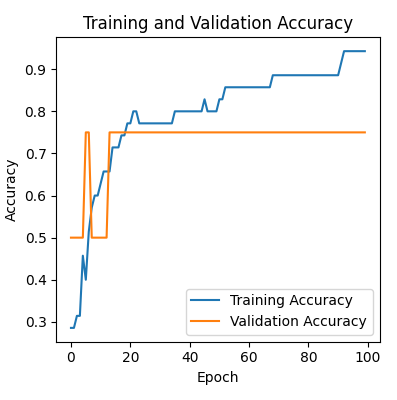 Training and Validation Accuracy
Accuracy
0.9
0.8
0.7
0.6
0.5
0.4
0.3
Training Accuracy
Validation Accuracy
0
20
40
60
80
100
Epoch